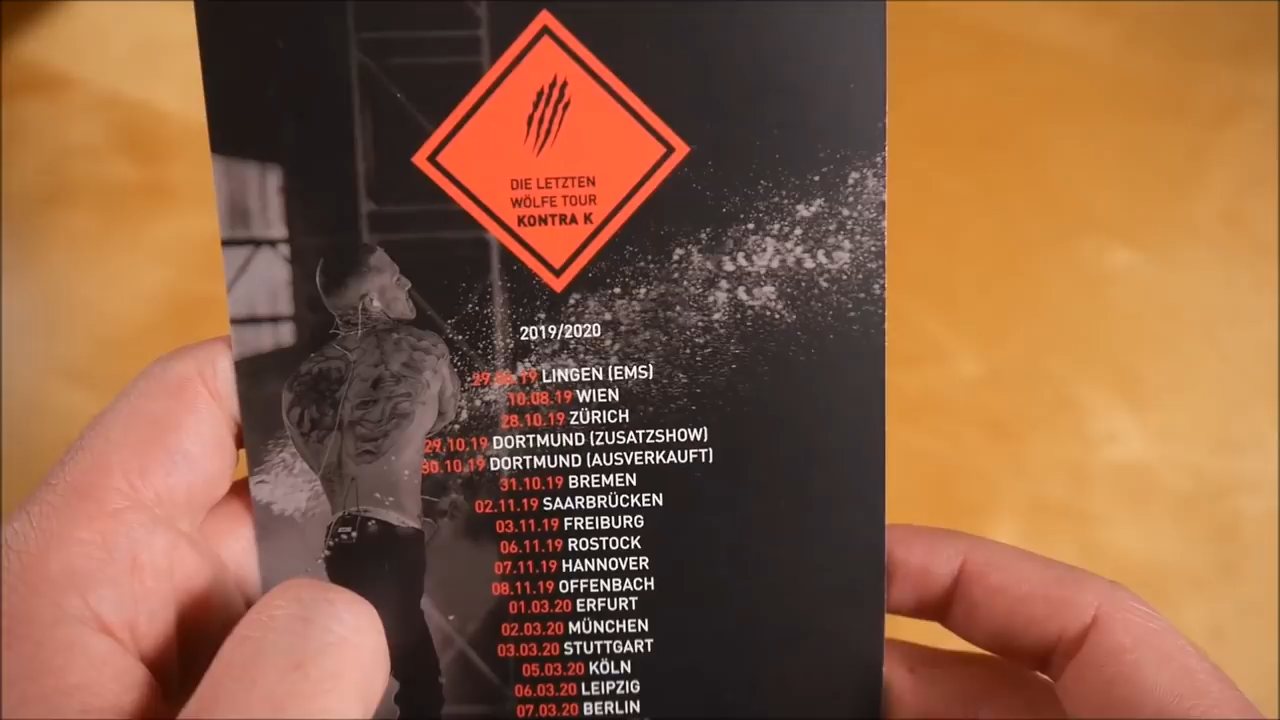 DIE LETZTEN
WÖLFE TOUR
KONTRA K
2019/2020
LINGEN (EMS)
10.08.19 WIEN
28.10.19 ZÜRICH
29.10.19 DORTMUND (ZUSATZSHOW)
30.10.19 DORTMUND (AUSVERKAUFT)
31.10.19 BREMEN
02.11.19 SAARBRÜCKEN
03.11.19 FREIBURG
06.11.19 ROSTOCK
07.11.19 HANNOVER
08.11.19 OFFENBACH
01.03.20 ERFURT
02.03.20 MÜNCHEN
03.03.20 STUTTGART
05.03.20 KÖLN
06.03.20 LEIPZIG
07.03.20 BERLIN